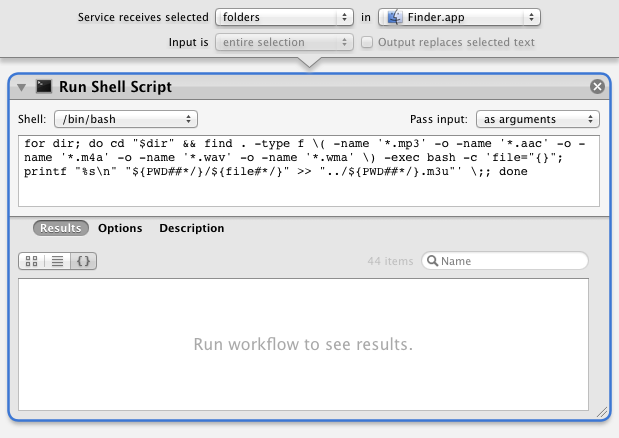 Service receives selected folders in Finder.app
Input is entire selection Output replaces selected text
Run Shell Script
Shell: /bin/bash Pass input: as arguments
for dir; do cd "$dir" && find . -type f \( -name '*.mp3' -o -name '*.aac' -o -
name '*.m4a' -o -name '*.wav' -o -name '*.wma' \) -exec bash -c 'file="{}";
printf "%s\n" "${PWD##*/}/${file#*/}" >> "../${PWD##*/}.m3u"' \;; done
Results Options Description
44 items Name
Run workflow to see results.